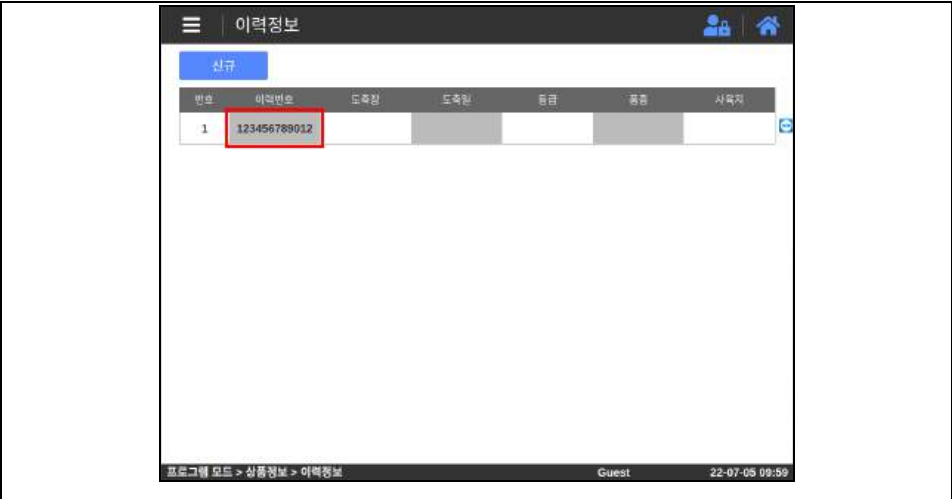 이력정보
신규
번호 이력번호 도축장 도축일 등급 품종 사육지
1 123456789012
프로그램 모드 > 상품정보 > 이력정보 Guest 22-07-05 09:59